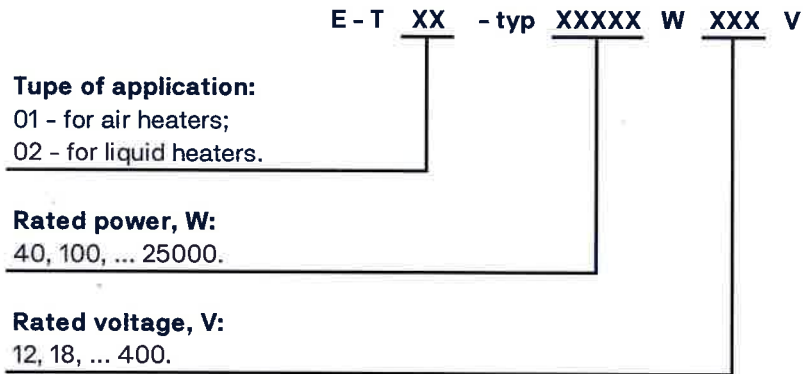 E - T XX - typ XXXXX W XXX V
Tupe of application:
01 - for air heaters;
02 - for liquid heaters.
Rated power, W:
40, 100, ... 25000.
Rated voltage, V:
12, 18, ... 400.